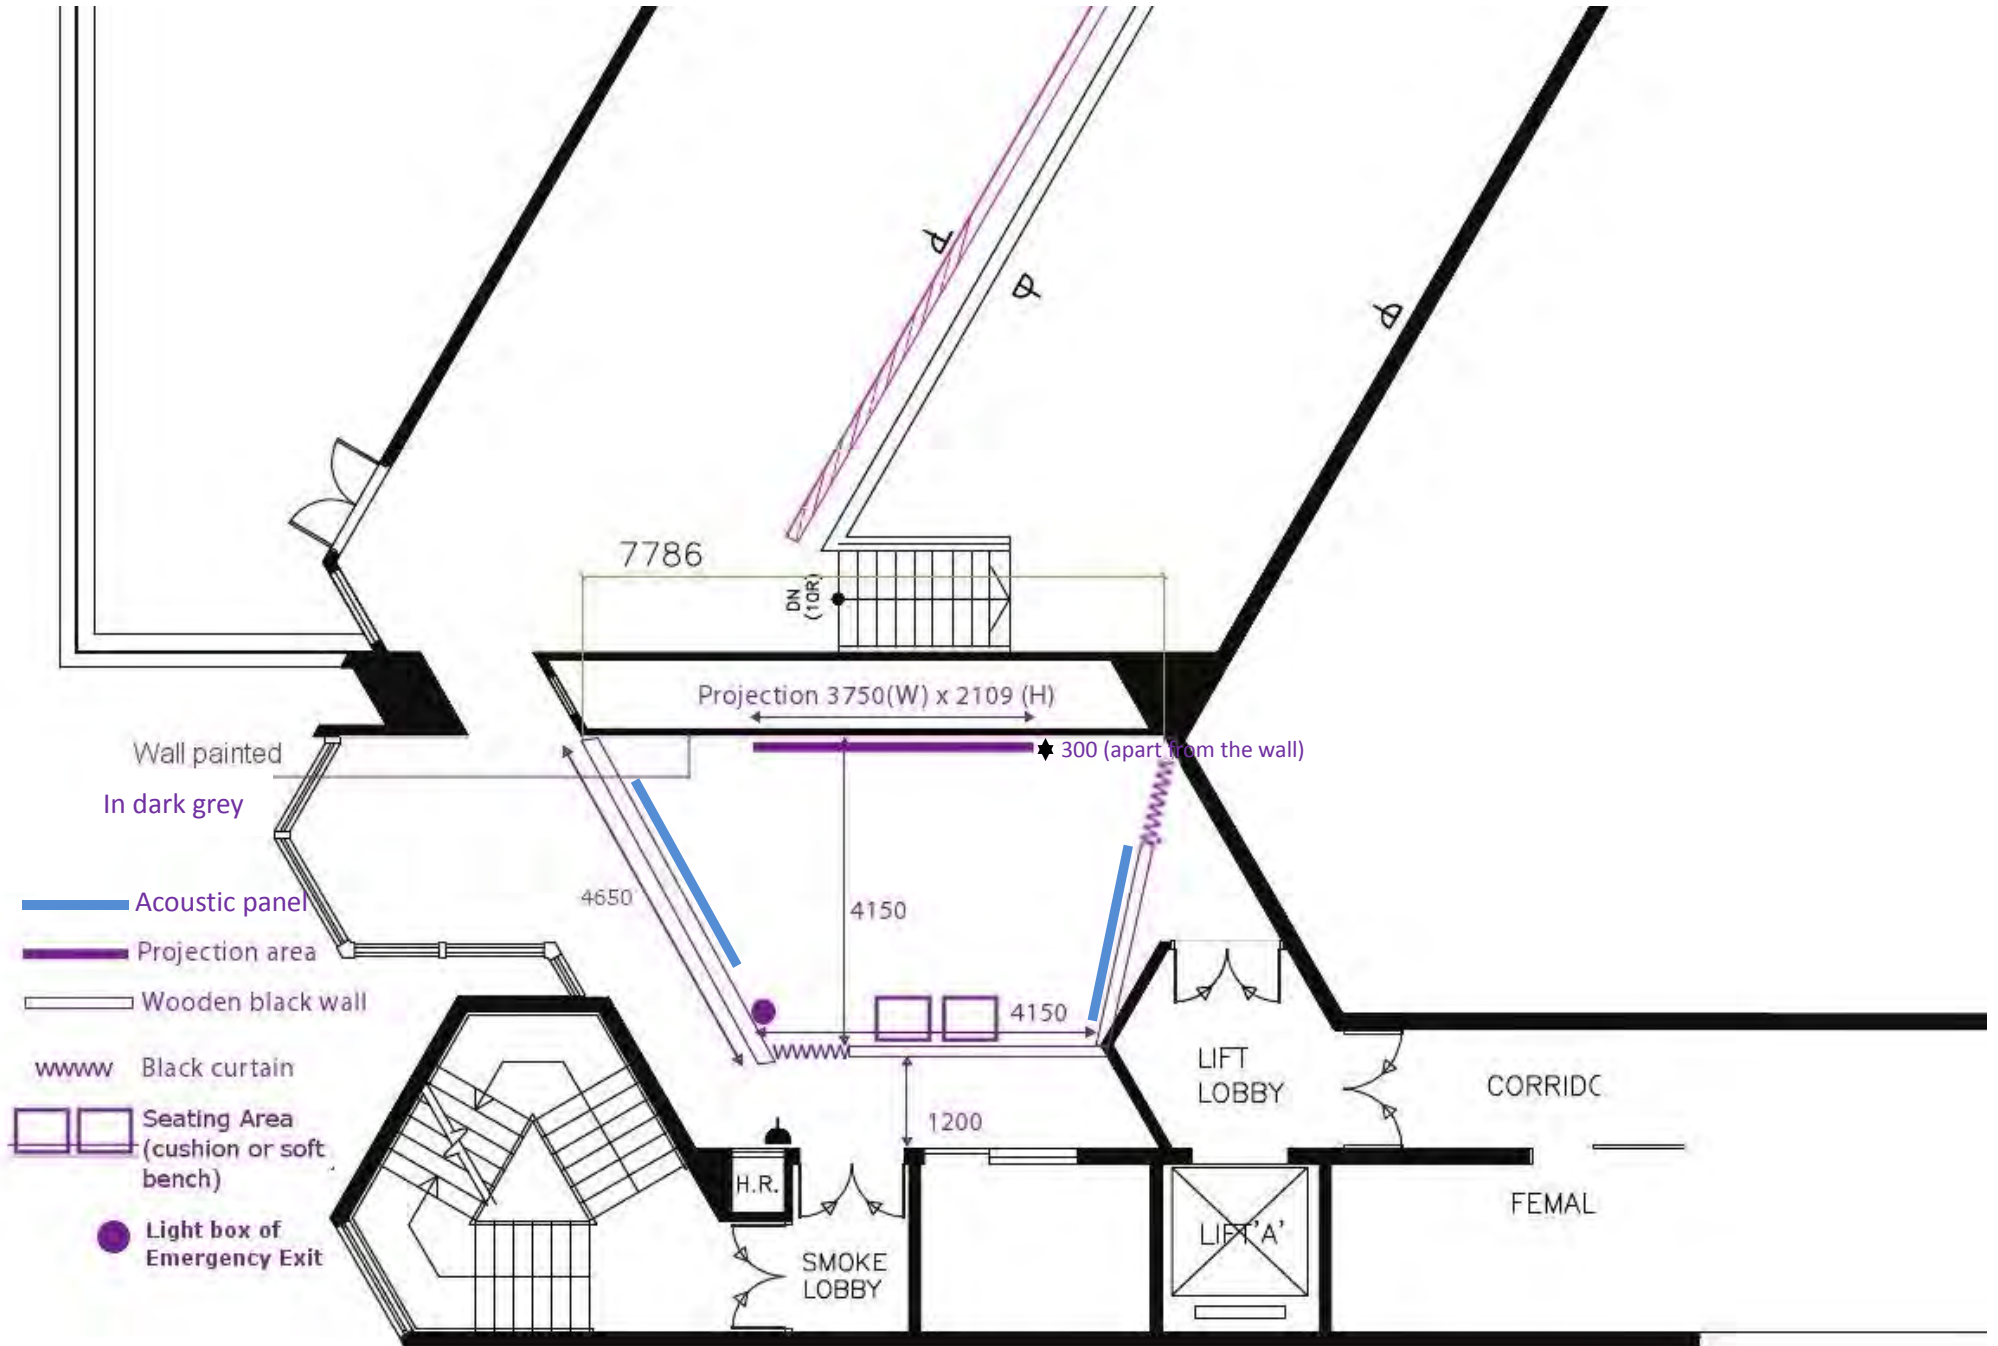 7786
DN
(10R)
Projection 3750(W) x 2109 (H)
300 (apart from the wall)
Wall painted
In dark grey
4650
4150
Acoustic panel
Projection area
Wooden black wall
4150
Black curtain
LIFT
LOBBY
CORRIDC
Seating Area
(cushion or soft
bench)
1200
H.R.
FEMAL
Light box of
Emergency Exit
LIFT'A'
SMOKE
LOBBY